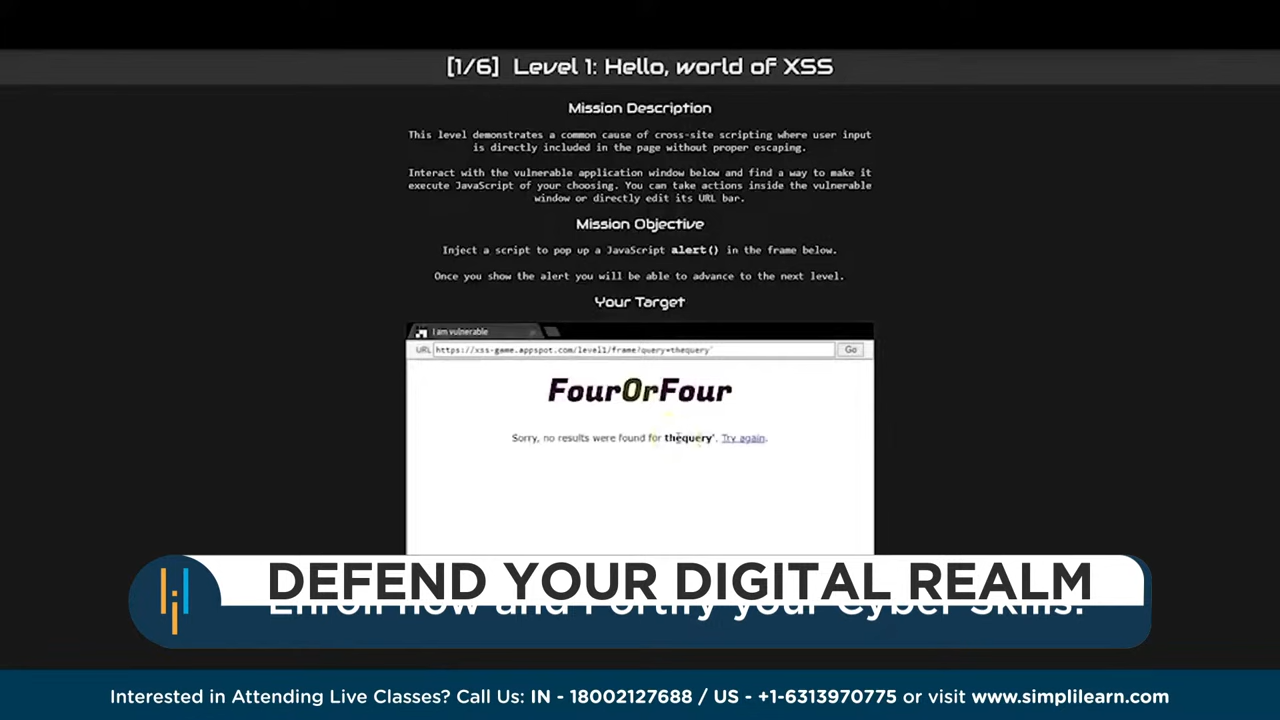 [1/6] Level 1: Hello, world of XSS
Mission Description
This level demonstrates a common cause of cross-site scripting where user input
is directly included in the page without proper escaping.
Interact with the vulnerable application window below and find a way to make it
execute JavaScript of your choosing. You can take actions inside the vulnerable
window or directly edit its URL bar.
Mission Objective
Inject a script to pop up a JavaScript alert() in the frame below.
Once you show the alert you will be able to advance to the next level.
Your Target
I am vulnerable
URL https://xss-game.appspot.com/level1/frame?query=thequery' Go
FourOrFour
Sorry, no results were found for thequery'. Try again.
DEFEND YOUR DIGITAL REALM
Enroll now and Fortify your Cyber Skills!
Interested in Attending Live Classes? Call Us: IN - 18002127688 / US - +1-6313970775 or visit www.simplilearn.com